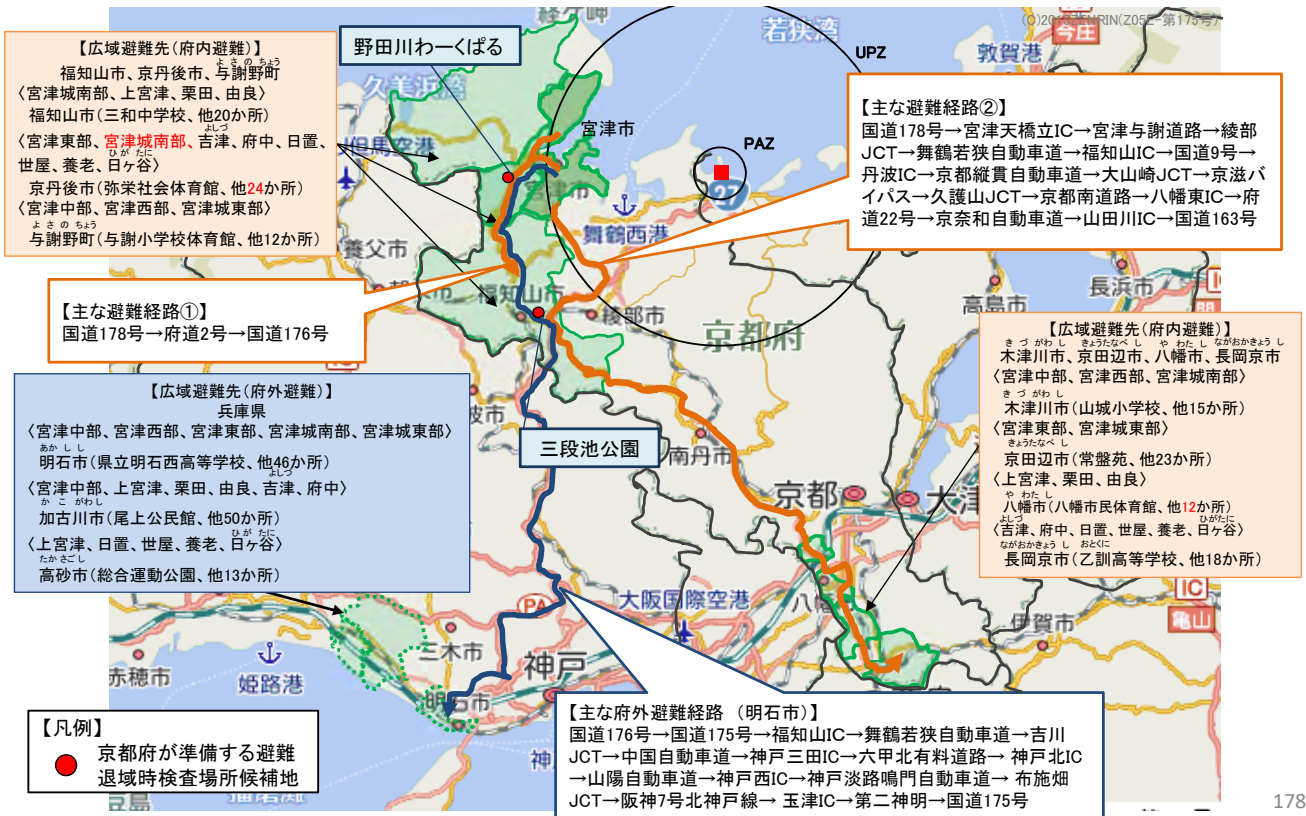 (C)2019ZENRIN(Z05E-第175号)
【広域避難先(府内避難)】
よさのちょう
福知山市、京丹後市、与謝野町
〈宮津城南部、上宮津、栗田、由良〉
福知山市(三和中学校、他20か所)
よしづ
〈宮津東部、宮津城南部、吉津、府中、日置、
ひがたに
世屋、養老、日ヶ谷〉
京丹後市(弥栄社会体育館、他24か所)
〈宮津中部、宮津西部、宮津城東部〉
よさのちょう
与謝野町(与謝小学校体育館、他12か所)
野田川わーくぱる
【主な避難経路②】
国道178号→宮津天橋立IC→宮津与謝道路→綾部
JCT→舞鶴若狭自動車道→福知山IC→国道9号→
丹波IC→京都縦貫自動車道→大山崎JCT→京滋バ
イパス→久護山JCT→京都南道路→八幡東IC→府
道22号→京奈和自動車道→山田川IC→国道163号
【主な避難経路①】
国道178号→府道2号→国道176号
【広域避難先(府外避難)】
兵庫県
〈宮津中部、宮津西部、宮津東部、宮津城南部、宮津城東部〉
あかしし
明石市(県立明石西高等学校、他46か所)
よしづ
〈宮津中部、上宮津、栗田、由良、吉津、府中〉
かこがわし
加古川市(尾上公民館、他50か所)
ひがたに
〈上宮津、日置、世屋、養老、日ヶ谷〉
たかさごし
高砂市(総合運動公園、他13か所)
三段池公園
【広域避難先(府内避難)】
きづがわし きょうたなべし やわたし ながおかきょうし
木津川市、京田辺市、八幡市、長岡京市
〈宮津中部、宮津西部、宮津城南部〉
きづがわし
木津川市(山城小学校、他15か所)
〈宮津東部、宮津城東部〉
きょうたなべし
京田辺市(常盤苑、他23か所)
〈上宮津、栗田、由良〉
やわたし
八幡市(八幡市民体育館、他12か所)
よしづ ひがたに
〈吉津、府中、日置、世屋、養老、日ヶ谷〉
ながおかきょうし おとくに
長岡京市(乙訓高等学校、他18か所)
【主な府外避難経路 (明石市)】
国道176号→国道175号→福知山IC→舞鶴若狭自動車道→吉川
JCT→中国自動車道→神戸三田IC→六甲北有料道路→ 神戸北IC
→山陽自動車道→神戸西IC→神戸淡路鳴門自動車道→ 布施畑
JCT→阪神7号北神戸線→ 玉津IC→第二神明→国道175号
【凡例】
京都府が準備する避難
退域時検査場所候補地
経ケ岬
若狭湾
UPZ
今庄
敦賀港
久美浜湾
宮津市
但馬空港
PAZ
27
宮津市
舞鶴西港
養父市
福知山市
綾部市
京都府
高島市
長浜市
波市
南丹市
京都
大津
大阪国際空港
八幡
伊賀市
IC
亀山
PA
三木市
神戸
赤穂市
姫路港
明石市
178